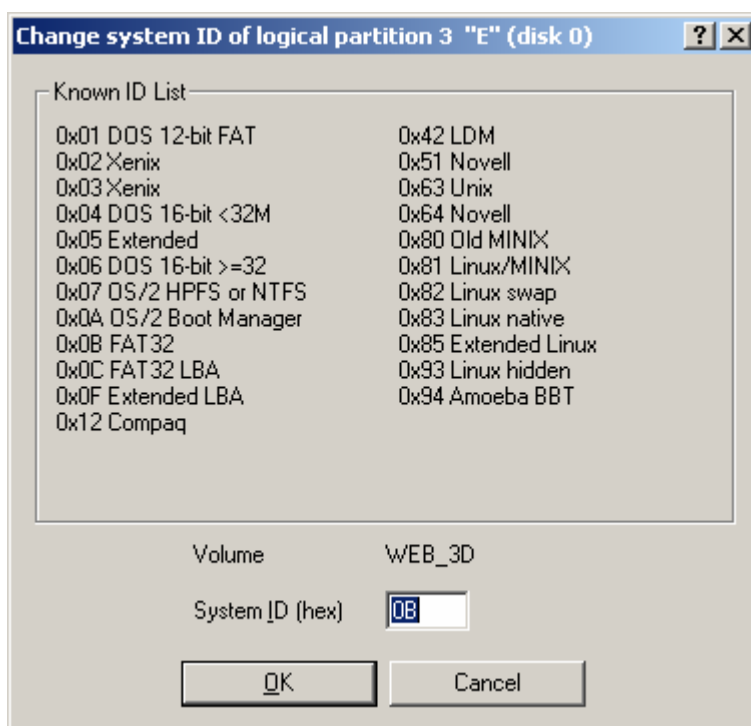 Change system ID of logical partition 3 "E" (disk 0)
Known ID List
0x01 DOS 12-bit FAT
0x02 Xenix
0x03 Xenix
0x04 DOS 16-bit <32M
0x05 Extended
0x06 DOS 16-bit >=32
0x07 OS/2 HPFS or NTFS
0x0A OS/2 Boot Manager
0x0B FAT32
0x0C FAT32 LBA
0x0F Extended LBA
0x12 Compaq
0x42 LDM
0x51 Novell
0x63 Unix
0x64 Novell
0x80 Old MINIX
0x81 Linux/MINIX
0x82 Linux swap
0x83 Linux native
0x85 Extended Linux
0x93 Linux hidden
0x94 Amoeba BBT
Volume WEB_3D
System ID (hex) 0B
OK Cancel